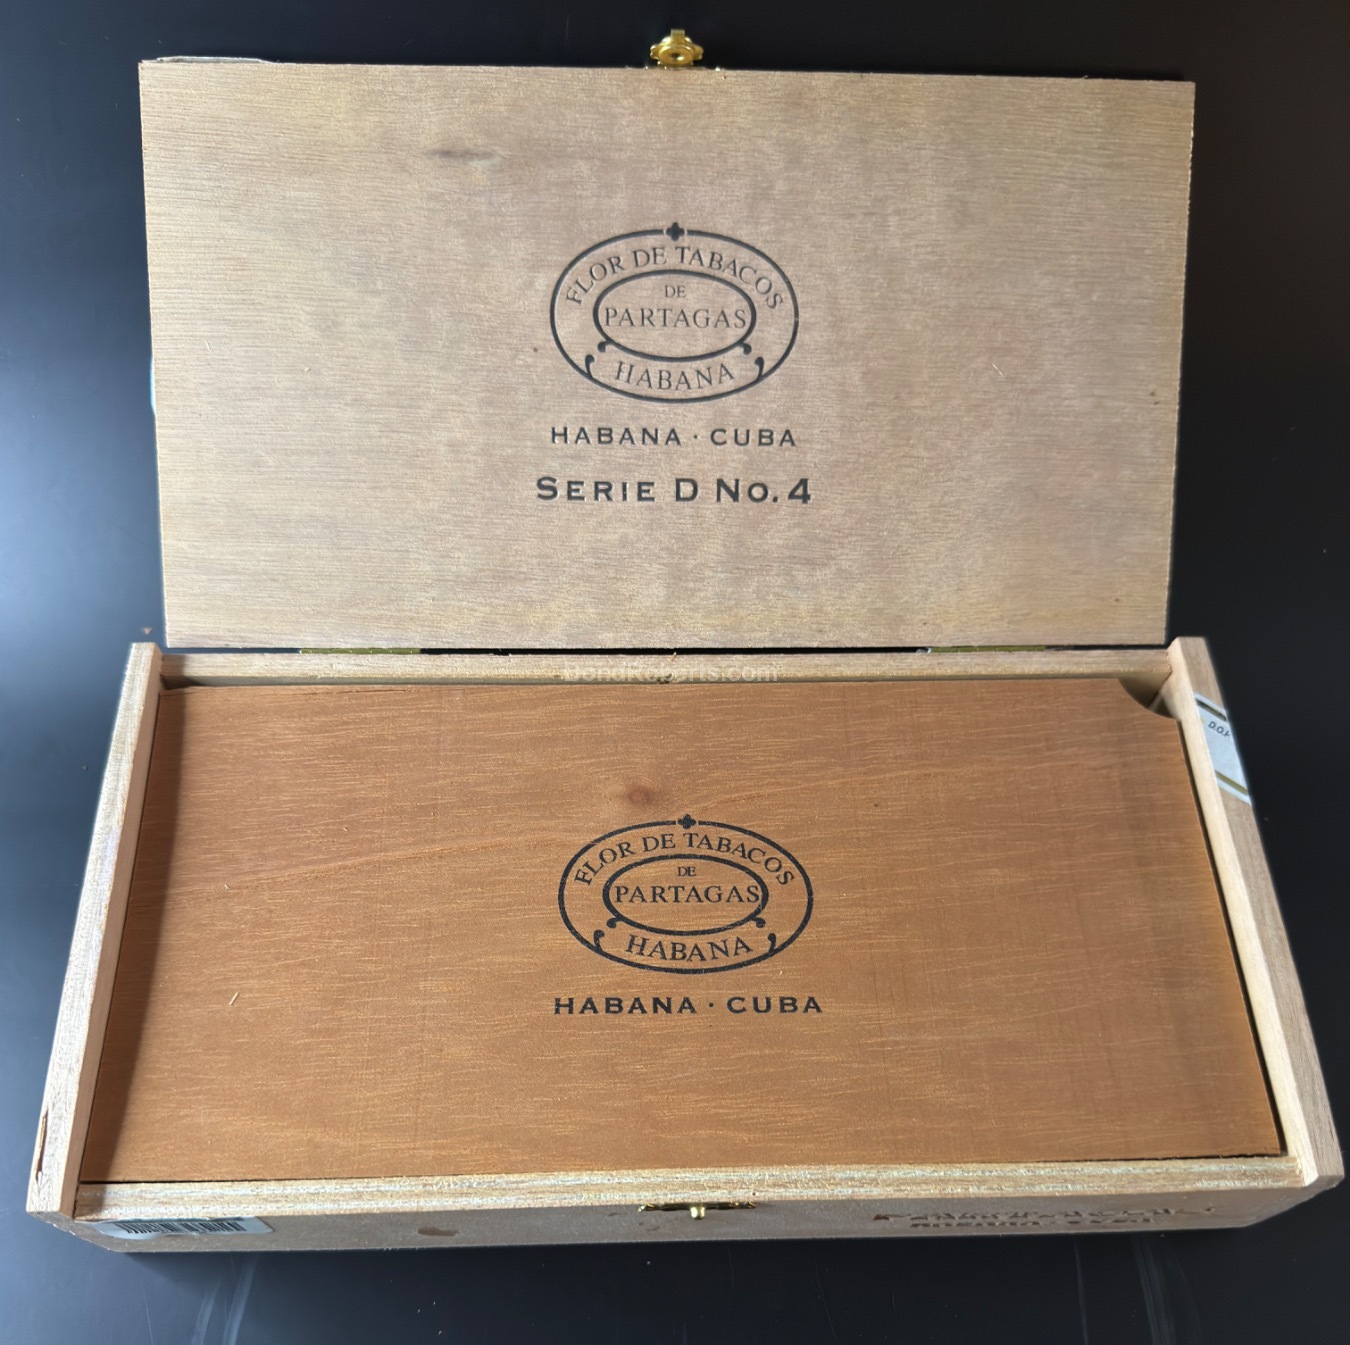 FLOR DE TABACOS
DE
PARTAGAS
HABANA
HABANA · CUBA
SERIE D No. 4
FLOR DE TABACOS
DE
PARTAGAS
HABANA
HABANA · CUBA